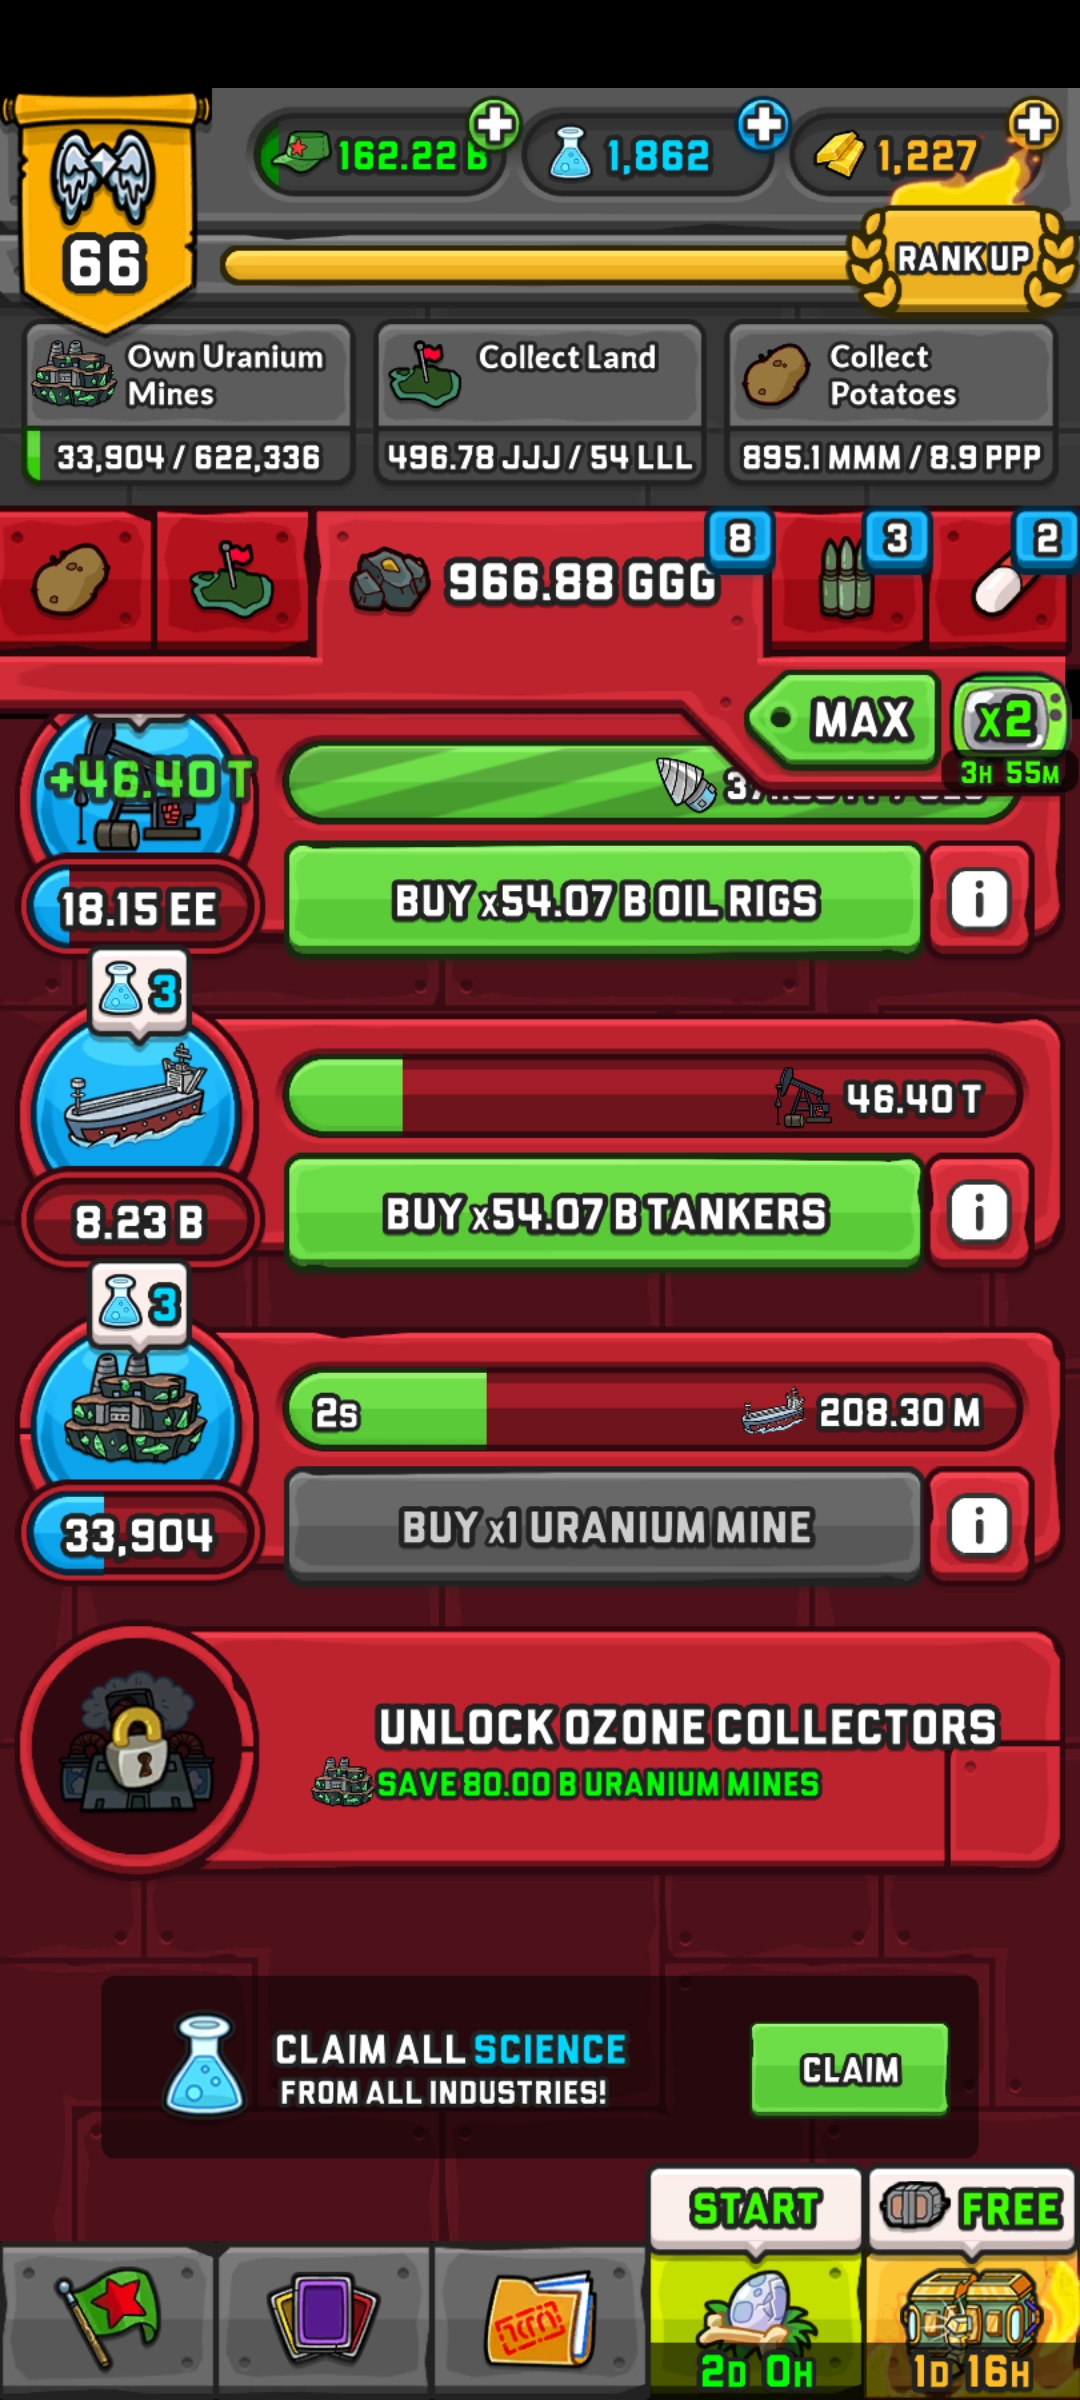 162.22 B
1,862
1,227
66
RANK UP
Own Uranium
Mines
33,904 / 622,336
Collect Land
496.78 JJJ / 54 LLL
Collect
Potatoes
895.1 MMM / 8.9 PPP
966.88 GGG
8
3
2
MAX
x2
3H 55M
+46.40 T
18.15 EE
BUY x54.07 B OIL RIGS
i
3
46.40 T
8.23 B
BUY x54.07 B TANKERS
i
3
2s
208.30 M
33,904
BUY x1 URANIUM MINE
i
UNLOCK OZONE COLLECTORS
SAVE 80.00 B URANIUM MINES
CLAIM ALL SCIENCE
FROM ALL INDUSTRIES!
CLAIM
START
FREE
2D 0H
1D 16H